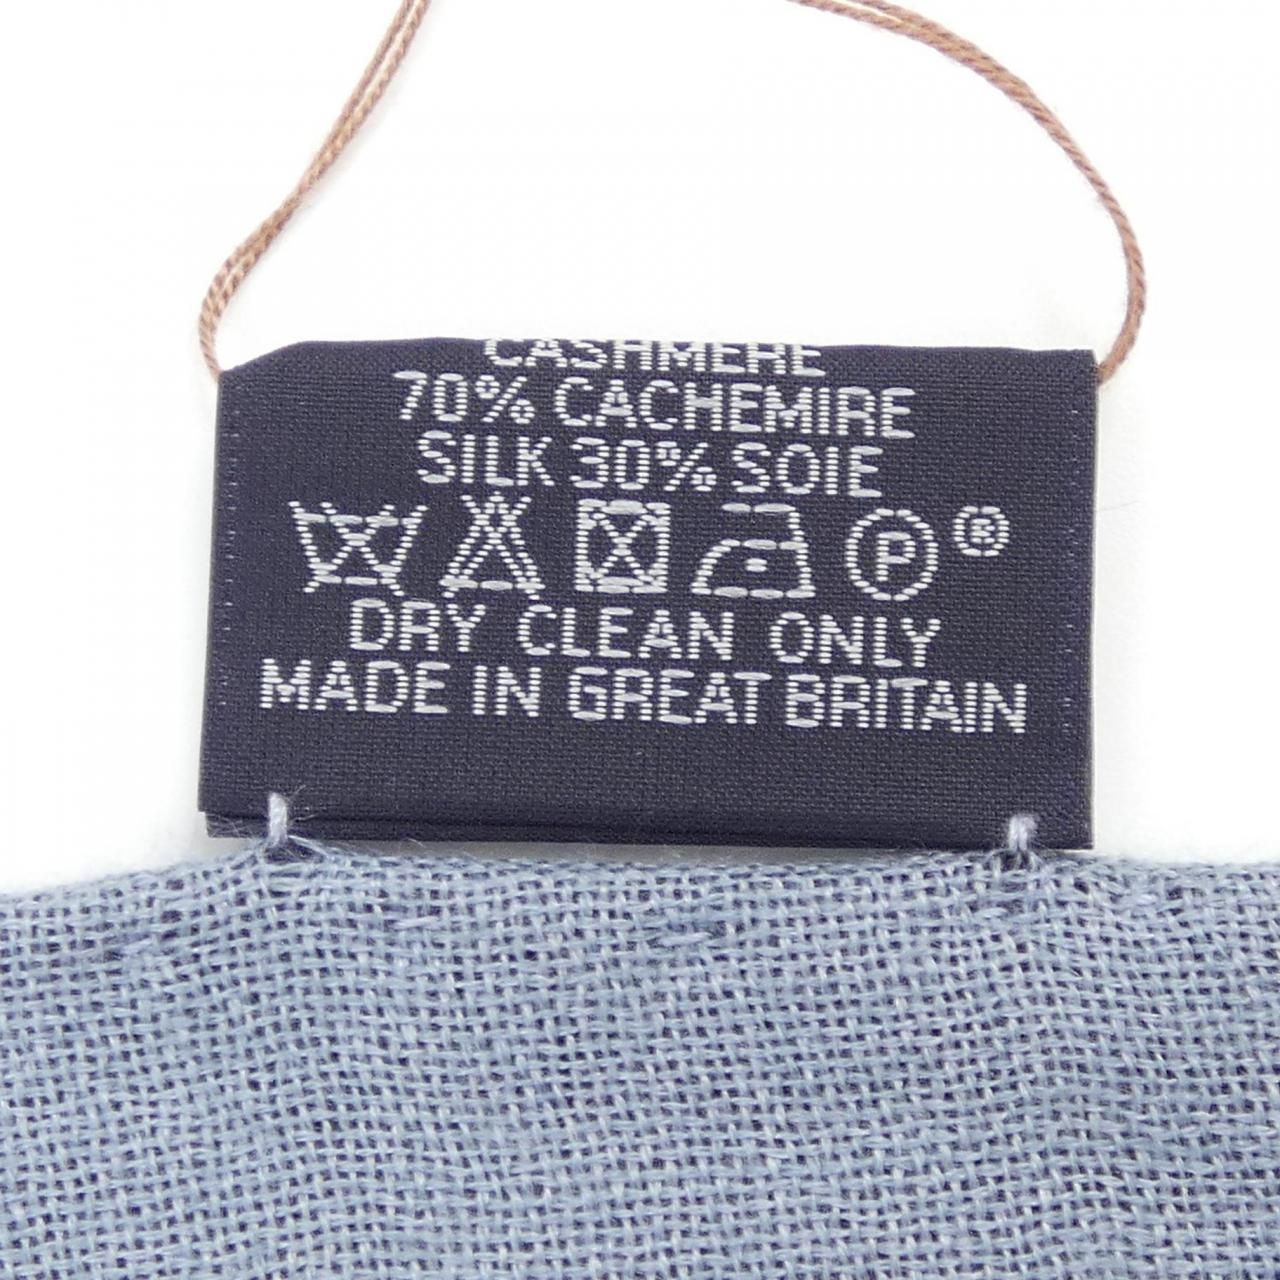 CASHMERE
70% CACHEMIRE
SILK 30% SOIE
P ®
DRY CLEAN ONLY
MADE IN GREAT BRITAIN